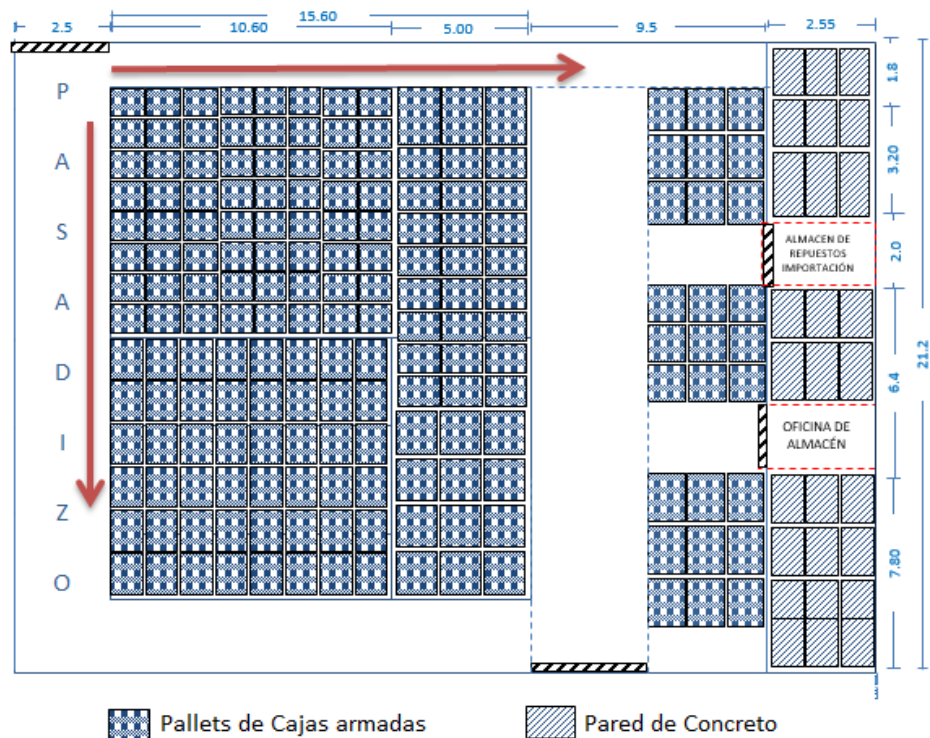 15.60
2.5
10.60
5.00
9.5
2.55
P
A
S
A
D
I
Z
O
1.8
3.20
2.0
6.4
7.80
21.2
ALMACEN DE
REPUESTOS
IMPORTACIÓN
OFICINA DE
ALMACÉN
Pallets de Cajas armadas
Pared de Concreto